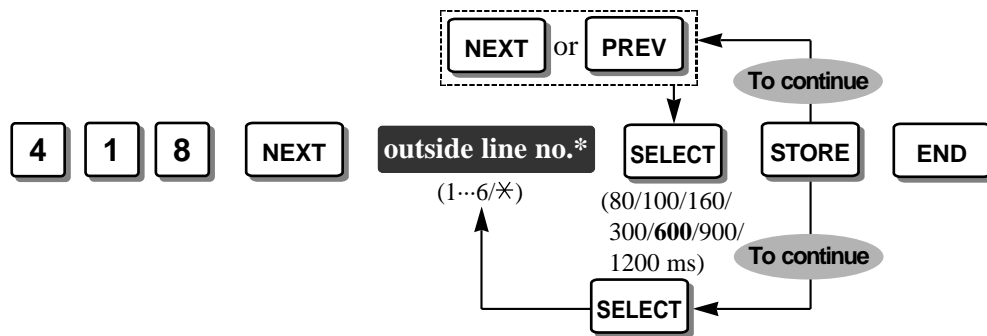 NEXT or PREV
To continue
4 1 8 NEXT outside line no.* SELECT STORE END
(1···6/✳) (80/100/160/
300/600/900/
1200 ms)
To continue
SELECT